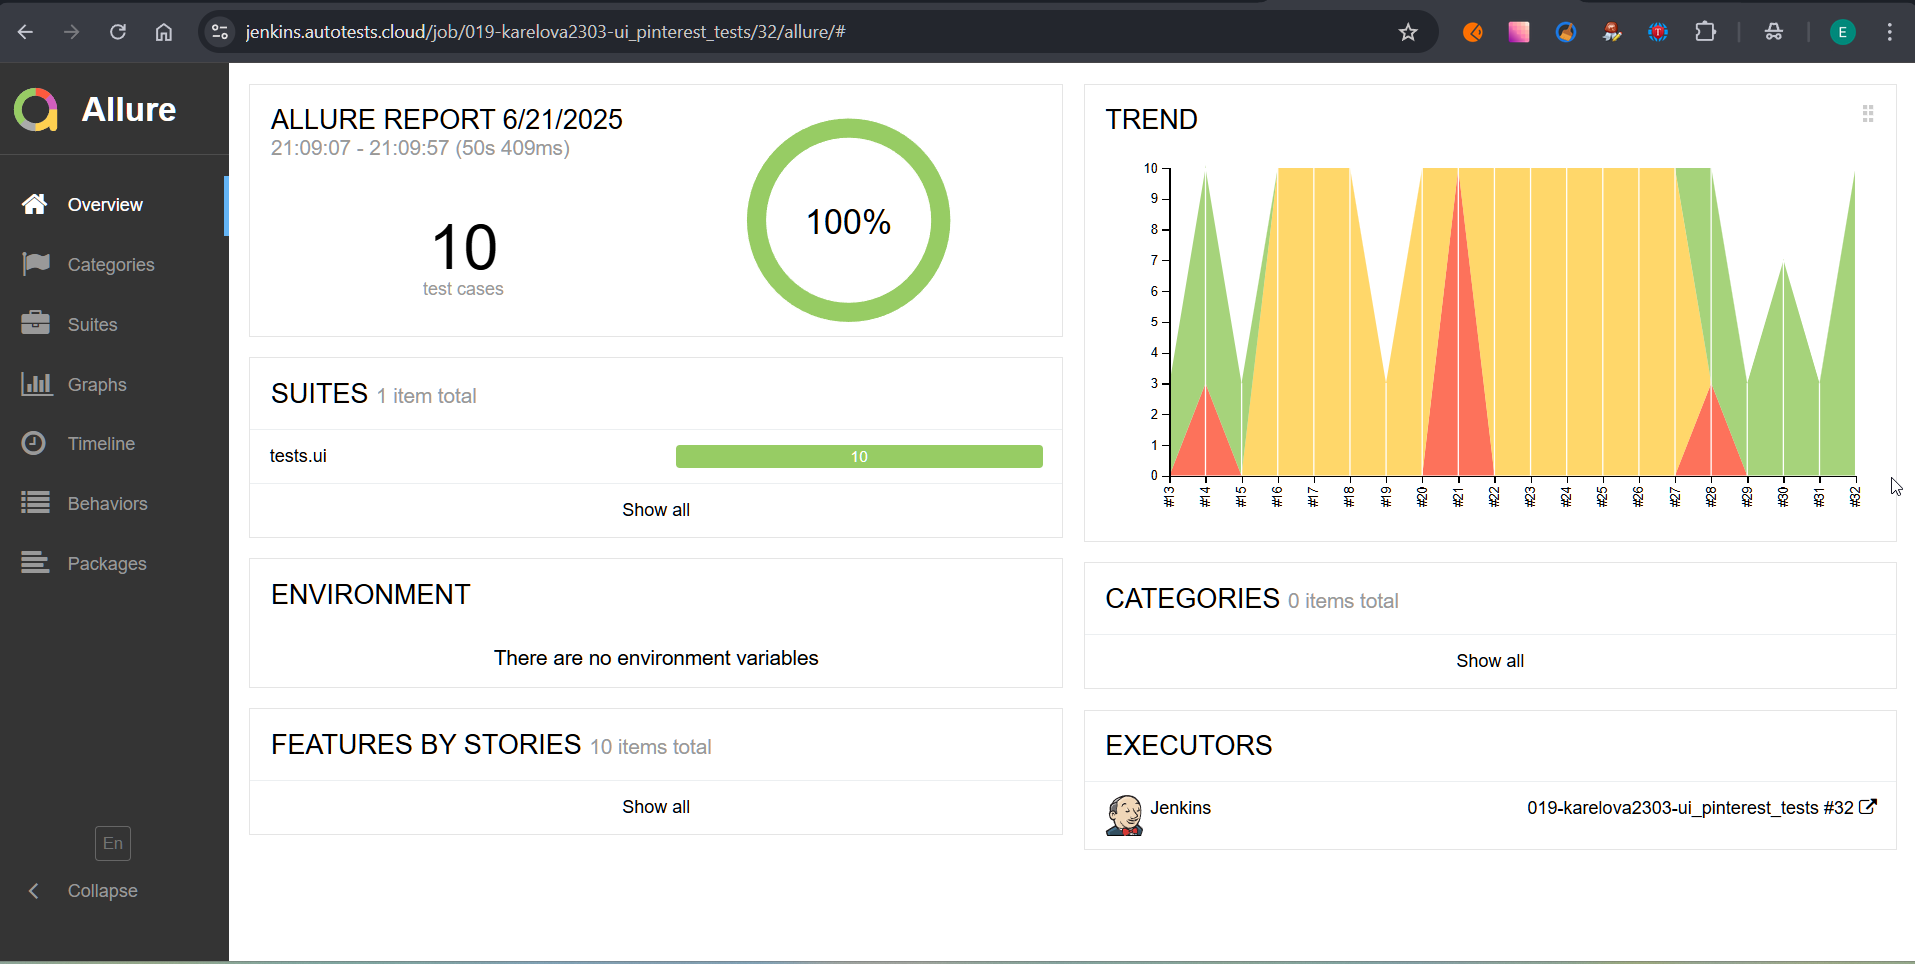 jenkins.autotests.cloud/job/019-karelova2303-ui_pinterest_tests/32/allure/#
E
Allure
Overview
Categories
Suites
Graphs
Timeline
Behaviors
Packages
En
Collapse
ALLURE REPORT 6/21/2025
21:09:07 - 21:09:57 (50s 409ms)
10
test cases
100%
SUITES 1 item total
tests.ui 10
Show all
ENVIRONMENT
There are no environment variables
FEATURES BY STORIES 10 items total
Show all
TREND
10
9
8
7
6
5
4
3
2
1
0
#13 #14 #15 #16 #17 #18 #19 #20 #21 #22 #23 #24 #25 #26 #27 #28 #29 #30 #31 #32
CATEGORIES 0 items total
Show all
EXECUTORS
Jenkins 019-karelova2303-ui_pinterest_tests #32